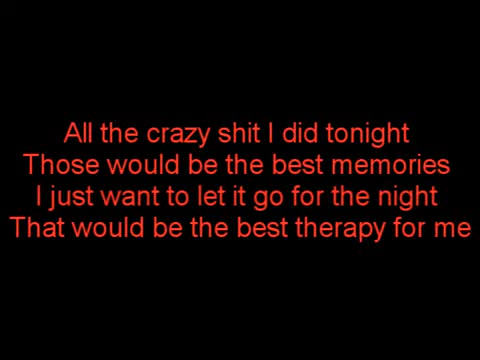 All the crazy shit I did tonight
Those would be the best memories
I just want to let it go for the night
That would be the best therapy for me